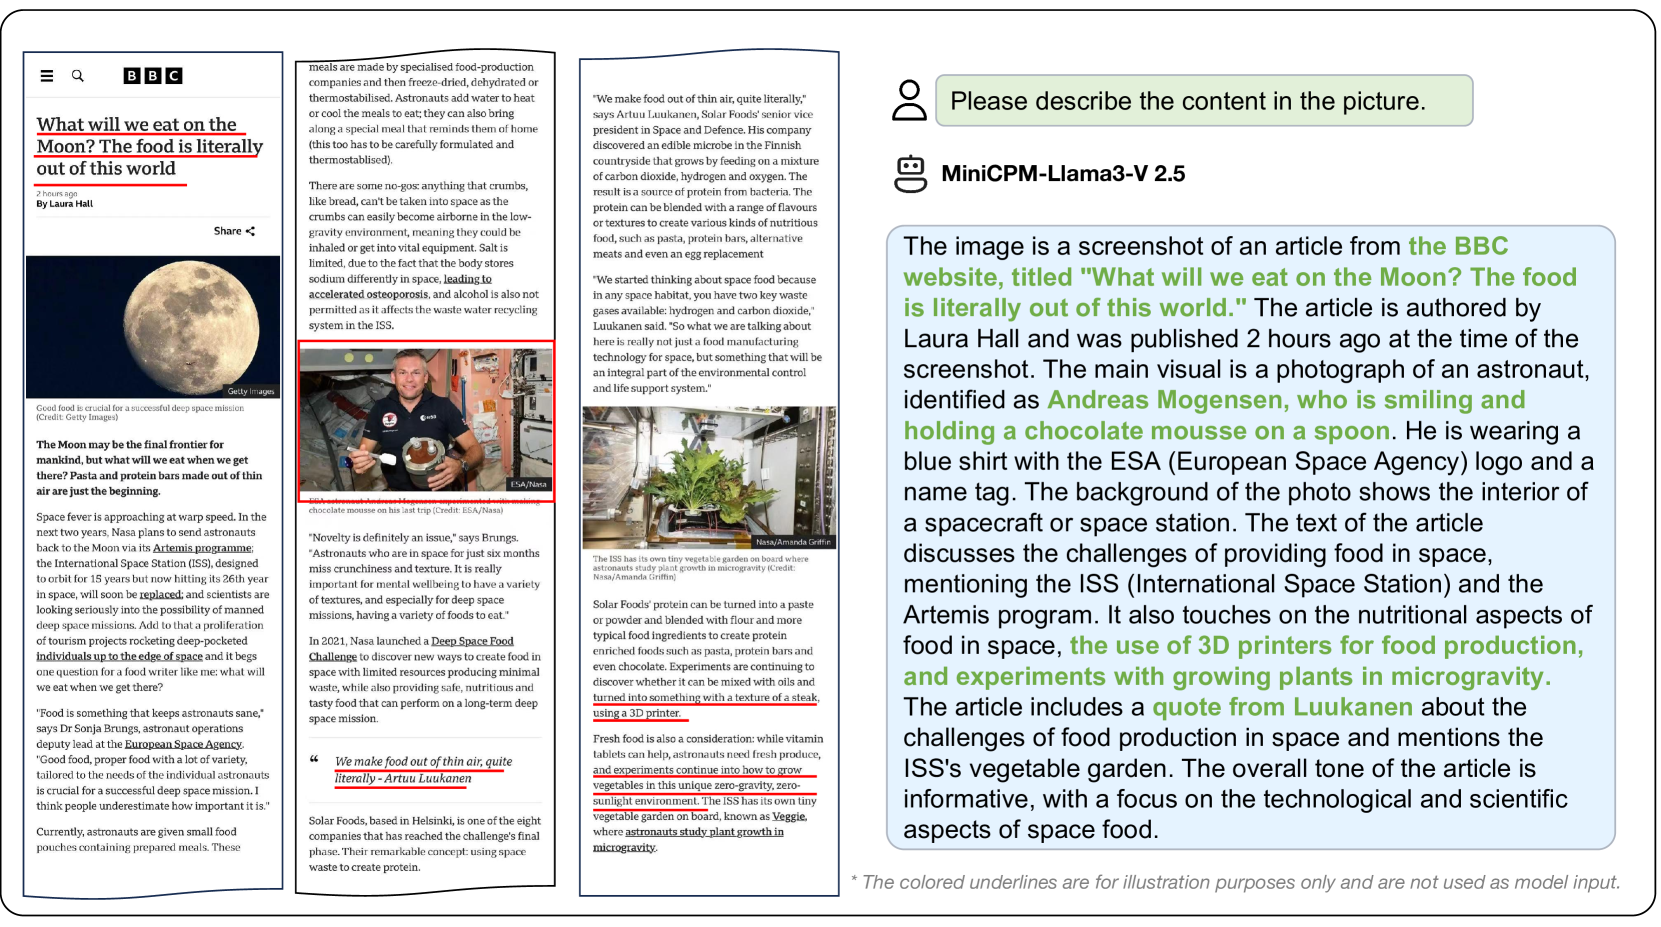 BBC
What will we eat on the
Moon? The food is literally
out of this world
2 hours ago
By Laura Hall
Share
Getty Images
Good food is crucial for a successful deep space mission
(Credit: Getty Images)
The Moon may be the final frontier for
mankind, but what will we eat when we get
there? Pasta and protein bars made out of thin
air are just the beginning.
Space fever is approaching at warp speed. In the
next two years, Nasa plans to send astronauts
back to the Moon via its Artemis programme;
the International Space Station (ISS), designed
to orbit for 15 years but now hitting its 26th year
in space, will soon be replaced; and scientists are
looking seriously into the possibility of manned
deep space missions. Add to that a proliferation
of tourism projects rocketing deep-pocketed
individuals up to the edge of space and it begs
one question for a food writer like me: what will
we eat when we get there?
"Food is something that keeps astronauts sane,"
says Dr Sonja Brungs, astronaut operations
deputy lead at the European Space Agency.
"Good food, proper food with a lot of variety,
tailored to the needs of the individual astronauts
is crucial for a successful deep space mission. I
think people underestimate how important it is."
Currently, astronauts are given small food
pouches containing prepared meals. These
meals are made by specialised food-production
companies and then freeze-dried, dehydrated or
thermostabilised. Astronauts add water to heat
or cool the meals to eat; they can also bring
along a special meal that reminds them of home
(this too has to be carefully formulated and
thermostablised).
There are some no-gos: anything that crumbs,
like bread, can't be taken into space as the
crumbs can easily become airborne in the low-
gravity environment, meaning they could be
inhaled or get into vital equipment. Salt is
limited, due to the fact that the body stores
sodium differently in space, leading to
accelerated osteoporosis, and alcohol is also not
permitted as it affects the waste water recycling
system in the ISS.
ESA/Nasa
ESA astronaut Andreas Mogensen experimented with making
chocolate mousse on his last trip (Credit: ESA/Nasa)
"Novelty is definitely an issue," says Brungs.
"Astronauts who are in space for just six months
miss crunchiness and texture. It is really
important for mental wellbeing to have a variety
of textures, and especially for deep space
missions, having a variety of foods to eat."
In 2021, Nasa launched a Deep Space Food
Challenge to discover new ways to create food in
space with limited resources producing minimal
waste, while also providing safe, nutritious and
tasty food that can perform on a long-term deep
space mission.
“ We make food out of thin air, quite
literally - Artuu Luukanen
Solar Foods, based in Helsinki, is one of the eight
companies that has reached the challenge's final
phase. Their remarkable concept: using space
waste to create protein.
"We make food out of thin air, quite literally,"
says Artuu Luukanen, Solar Foods' senior vice
president in Space and Defence. His company
discovered an edible microbe in the Finnish
countryside that grows by feeding on a mixture
of carbon dioxide, hydrogen and oxygen. The
result is a source of protein from bacteria. The
protein can be blended with a range of flavours
or textures to create various kinds of nutritious
food, such as pasta, protein bars, alternative
meats and even an egg replacement
"We started thinking about space food because
in any space habitat, you have two key waste
gases available: hydrogen and carbon dioxide,"
Luukanen said. "So what we are talking about
here is really not just a food manufacturing
technology for space, but something that will be
an integral part of the environmental control
and life support system."
Nasa/Amanda Griffin
The ISS has its own tiny vegetable garden on board where
astronauts study plant growth in microgravity (Credit:
Nasa/Amanda Griffin)
Solar Foods' protein can be turned into a paste
or powder and blended with flour and more
typical food ingredients to create protein
enriched foods such as pasta, protein bars and
even chocolate. Experiments are continuing to
discover whether it can be mixed with oils and
turned into something with a texture of a steak,
using a 3D printer.
Fresh food is also a consideration: while vitamin
tablets can help, astronauts need fresh produce,
and experiments continue into how to grow
vegetables in this unique zero-gravity, zero-
sunlight environment. The ISS has its own tiny
vegetable garden on board, known as Veggie,
where astronauts study plant growth in
microgravity.
Please describe the content in the picture.
MiniCPM-Llama3-V 2.5
The image is a screenshot of an article from the BBC
website, titled "What will we eat on the Moon? The food
is literally out of this world." The article is authored by
Laura Hall and was published 2 hours ago at the time of the
screenshot. The main visual is a photograph of an astronaut,
identified as Andreas Mogensen, who is smiling and
holding a chocolate mousse on a spoon. He is wearing a
blue shirt with the ESA (European Space Agency) logo and a
name tag. The background of the photo shows the interior of
a spacecraft or space station. The text of the article
discusses the challenges of providing food in space,
mentioning the ISS (International Space Station) and the
Artemis program. It also touches on the nutritional aspects of
food in space, the use of 3D printers for food production,
and experiments with growing plants in microgravity.
The article includes a quote from Luukanen about the
challenges of food production in space and mentions the
ISS's vegetable garden. The overall tone of the article is
informative, with a focus on the technological and scientific
aspects of space food.
* The colored underlines are for illustration purposes only and are not used as model input.